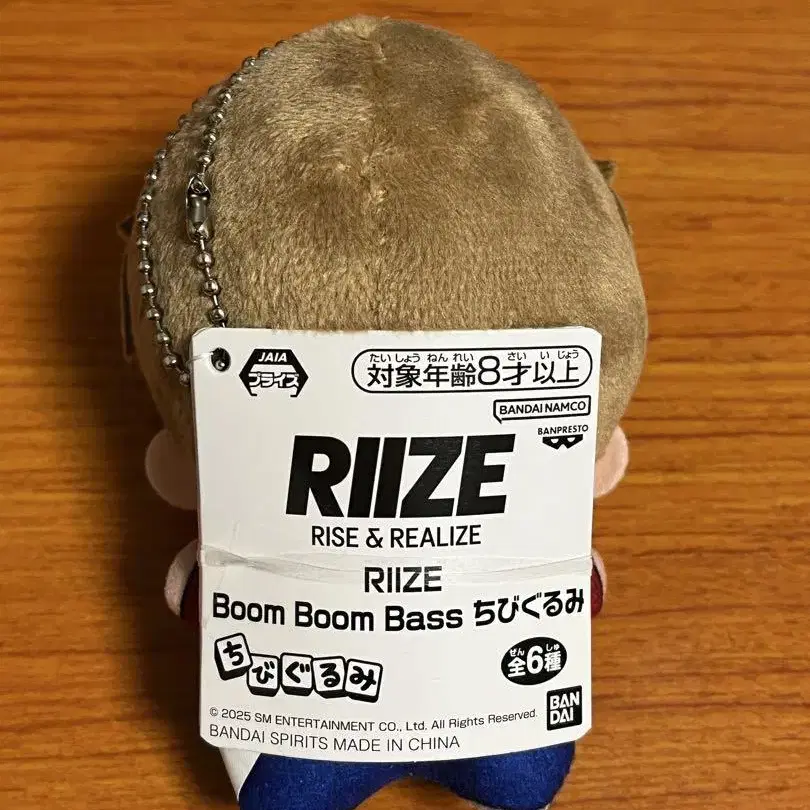 JAIA
プライズ
たいしょうねんれい さいいじょう
対象年齢8才以上
BANDAI NAMCO
BANPRESTO
RIIZE
RISE & REALIZE
RIIZE
Boom Boom Bass ちびぐるみ
ちびぐるみ
ぜん しゅ
全6種
BAN
DAI
© 2025 SM ENTERTAINMENT CO., Ltd. All Rights Reserved.
BANDAI SPIRITS MADE IN CHINA